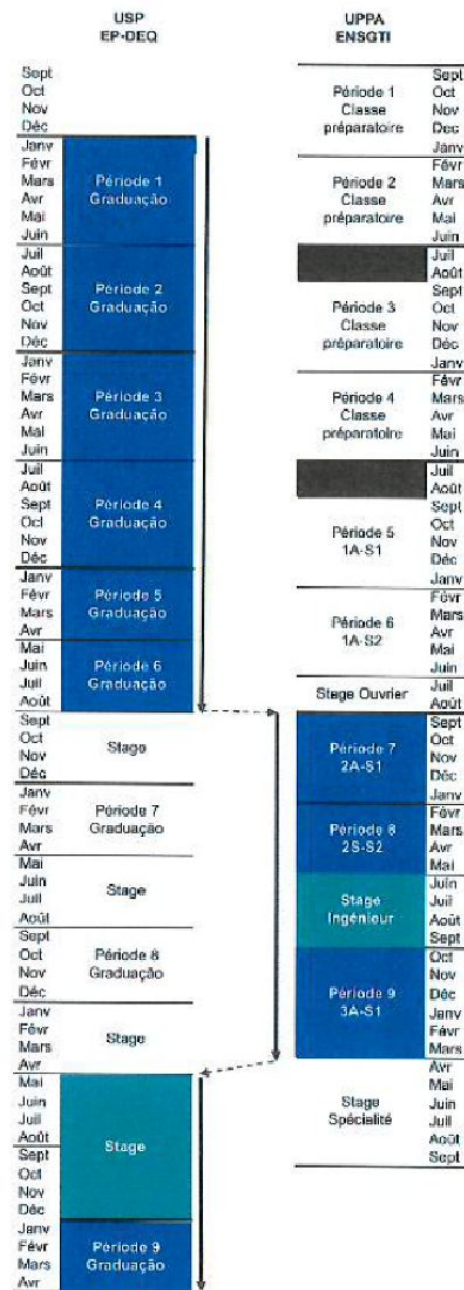 USP
EP-DEQ
Sept
Oct
Nov
Déc
Janv
Févr
Mars
Avr
Mai
Juin
Période 1
Graduação
Juil
Août
Sept
Oct
Nov
Déc
Période 2
Graduação
Janv
Févr
Mars
Avr
Mai
Juin
Période 3
Graduação
Juil
Août
Sept
Oct
Nov
Déc
Période 4
Graduação
Janv
Févr
Mars
Avr
Période 5
Graduação
Mai
Juin
Juil
Août
Période 6
Graduação
Sept
Oct
Nov
Déc
Stage
Janv
Févr
Mars
Avr
Période 7
Graduação
Mai
Juin
Juil
Août
Stage
Sept
Oct
Nov
Déc
Période 8
Graduação
Janv
Févr
Mars
Avr
Stage
Mai
Juin
Juil
Août
Sept
Oct
Nov
Déc
Stage
Janv
Févr
Mars
Avr
Période 9
Graduação
UPPA
ENSGTI
Période 1
Classe
préparatoire
Sept
Oct
Nov
Dec
Janv
Période 2
Classe
préparatoire
Févr
Mars
Avr
Mai
Juin
Juil
Août
Période 3
Classe
préparatoire
Sept
Oct
Nov
Déc
Janv
Période 4
Classe
préparatoire
Févr
Mars
Avr
Mai
Juin
Juil
Août
Période 5
1A-S1
Sept
Oct
Nov
Déc
Janv
Période 6
1A-S2
Févr
Mars
Avr
Mai
Juin
Stage Ouvrier
Juil
Août
Période 7
2A-S1
Sept
Oct
Nov
Déc
Janv
Période 8
2S-S2
Févr
Mars
Avr
Mai
Stage
Ingénieur
Juin
Juil
Août
Sept
Période 9
3A-S1
Oct
Nov
Déc
Janv
Févr
Mars
Stage
Spécialité
Avr
Mai
Juin
Juil
Août
Sept